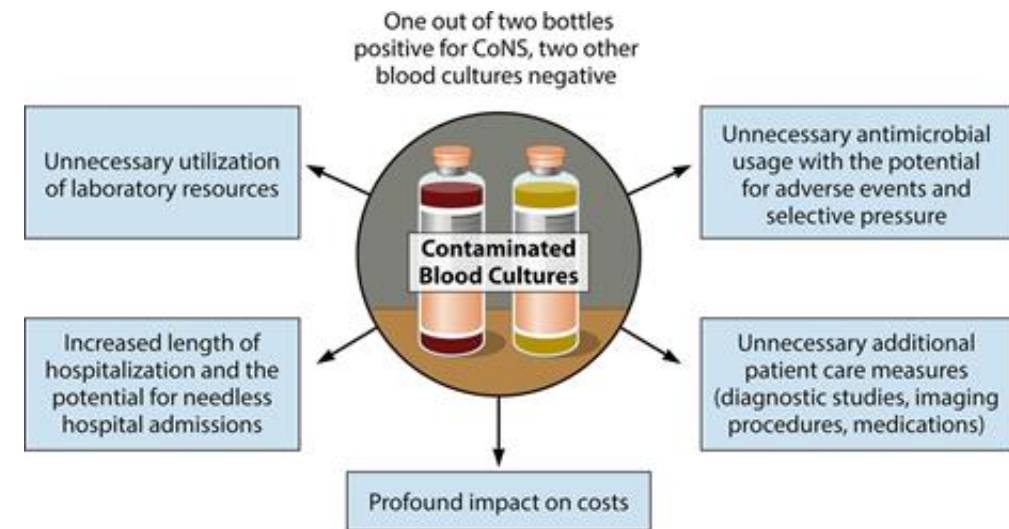 One out of two bottles
positive for CoNS, two other
blood cultures negative
Unnecessary utilization
of laboratory resources
Unnecessary antimicrobial
usage with the potential
for adverse events and
selective pressure
Contaminated
Blood Cultures
Increased length of
hospitalization and the
potential for needless
hospital admissions
Unnecessary additional
patient care measures
(diagnostic studies, imaging
procedures, medications)
Profound impact on costs